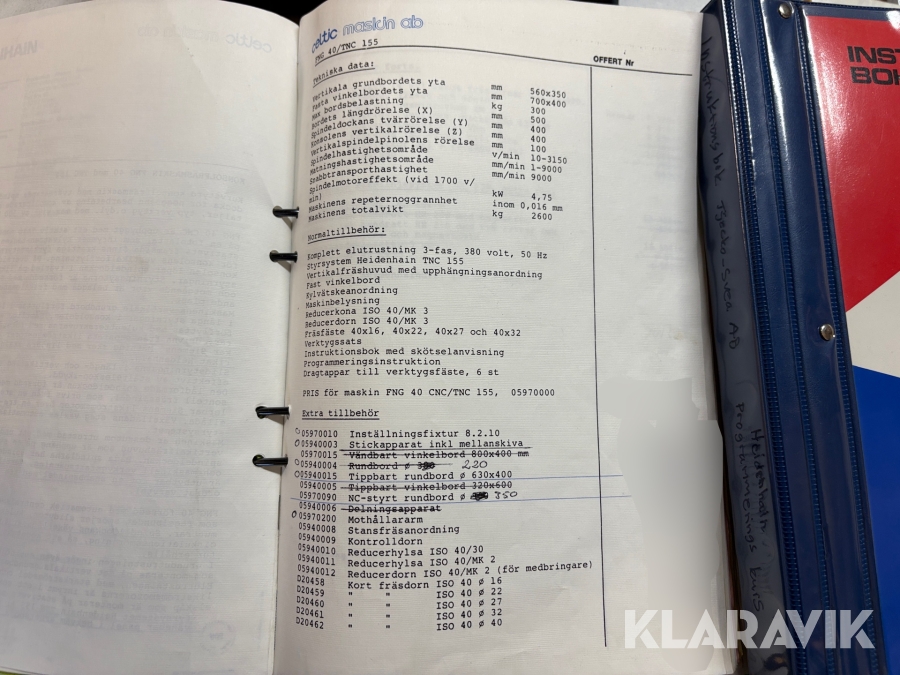 celtic maskin ab
FNG 40/TNC 155
OFFERT Nr
Tekniska data:
Vertikala grundbordets yta mm 560x350
Fasta vinkelbordets yta mm 700x400
Max bordsbelastning kg 300
Bordets längdrörelse (X) mm 500
Spindeldockans tvärrörelse (Y) mm 400
Konsolens vertikalrörelse (Z) mm 400
Vertikalspindelpinolens rörelse mm 100
Spindelhastighetsområde v/min 10-3150
Matningshastighetsområde mm/min 1-9000
Snabbtransporthastighet mm/min 9000
Spindelmotoreffekt (vid 1700 v/
min) kW 4,75
Maskinens repeternoggrannhet inom 0,016 mm
Maskinens totalvikt kg 2600
Normaltillbehör:
Komplett elutrustning 3-fas, 380 volt, 50 Hz
Styrsystem Heidenhain TNC 155
Vertikalfräshuvud med upphängningsanordning
Fast vinkelbord
Kylvätskeanordning
Maskinbelysning
Reducerkona ISO 40/MK 3
Reducerdorn ISO 40/MK 3
Fräsfäste 40x16, 40x22, 40x27 och 40x32
Verktygssats
Instruktionsbok med skötselanvisning
Programmeringsinstruktion
Dragtappar till verktygsfäste, 6 st
PRIS för maskin FNG 40 CNC/TNC 155, 05970000
Extra tillbehör
05970010 Inställningsfixtur 8.2.10
05940003 Stickapparat inkl mellanskiva
05970015 Vändbart vinkelbord 800x400 mm
05940004 Rundbord ø 220
05940015 Tippbart rundbord ø 630x400
05940005 Tippbart vinkelbord 320x600
05970090 NC-styrt rundbord ø 350
05940006 Delningsapparat
05970200 Mothållararm
05940008 Stansfräsanordning
05940009 Kontrolldorn
05940010 Reducerhylsa ISO 40/30
05940011 Reducerhylsa ISO 40/MK 2
05940012 Reducerdorn ISO 40/MK 2 (för medbringare)
D20458 Kort fräsdorn ISO 40 ø 16
D20459 " " ISO 40 ø 22
D20460 " " ISO 40 ø 27
D20461 " " ISO 40 ø 32
D20462 " " ISO 40 ø 40
Instruktionsbok Tjecko-Svea AB
Programmerings kurs
INST
BOK
KLARAVIK